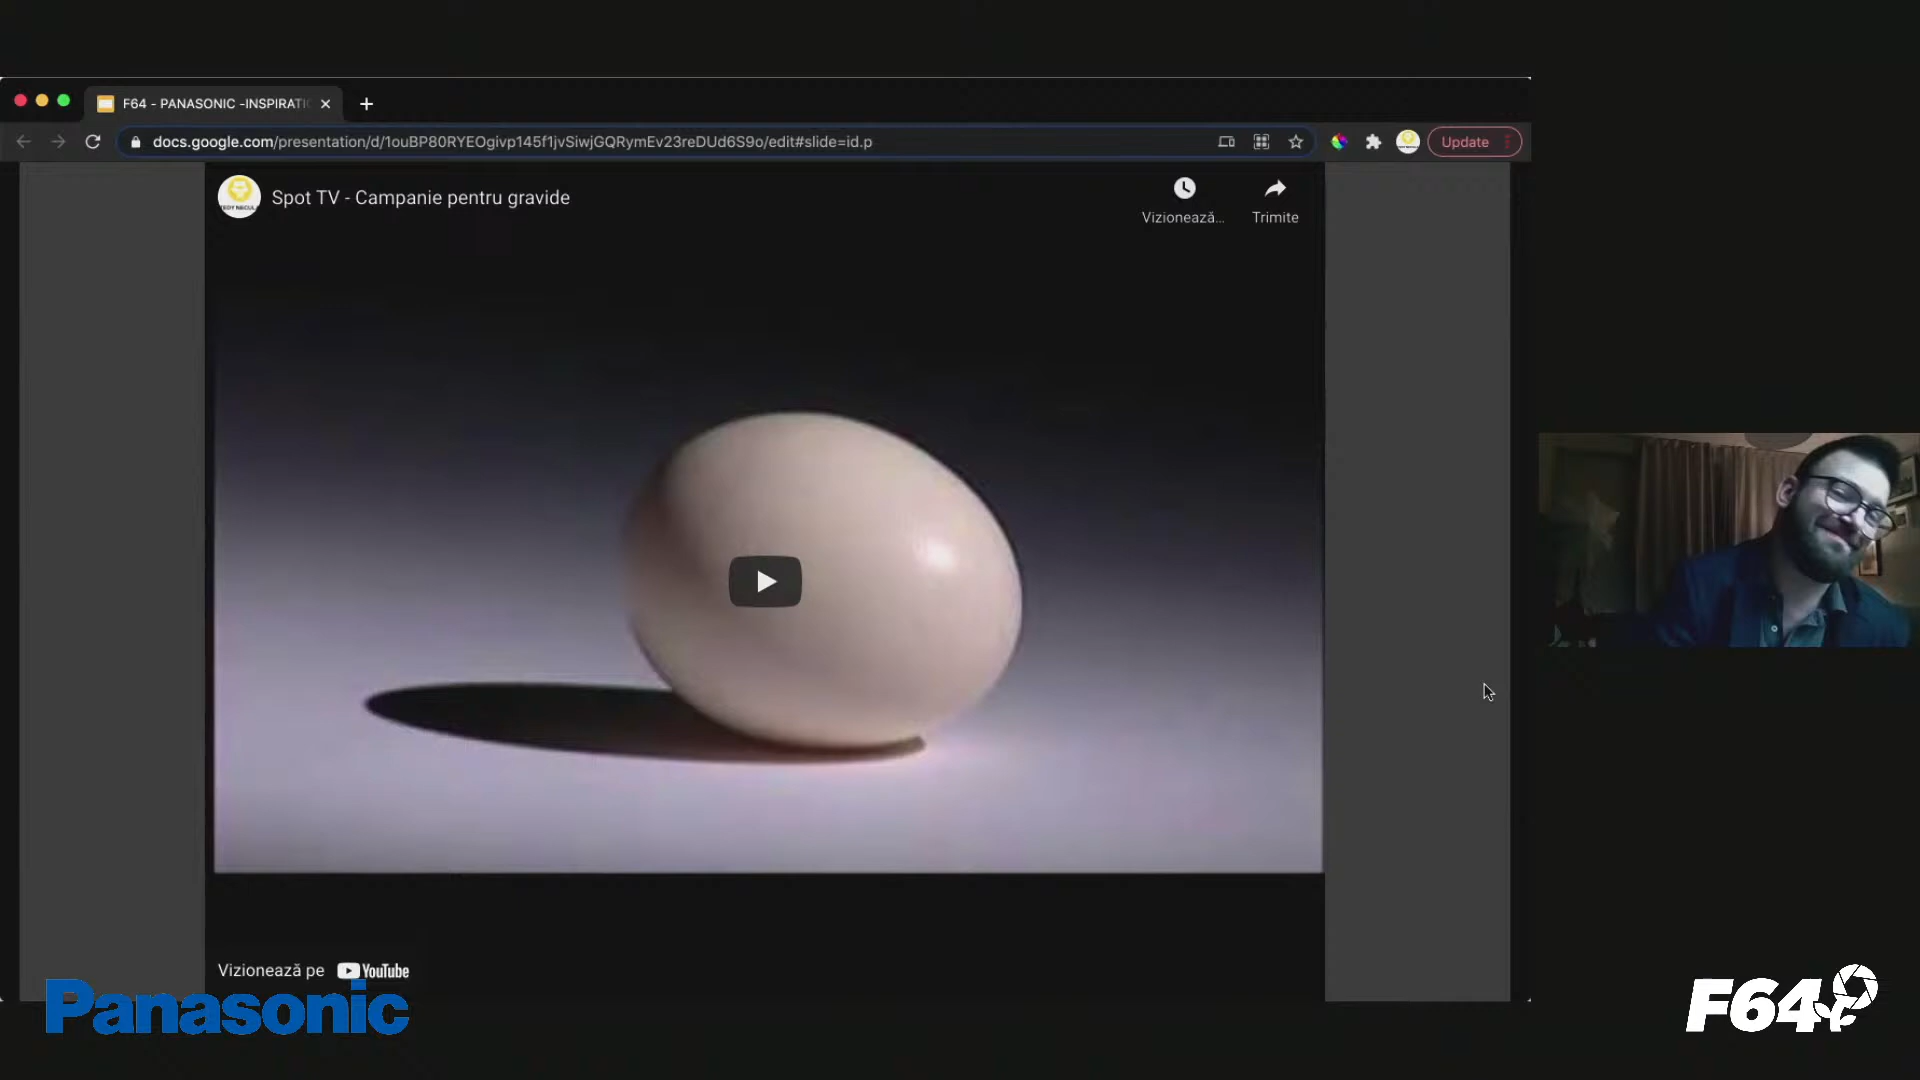 F64 - PANASONIC -INSPIRATI
docs.google.com/presentation/d/1ouBP80RYEOgivp145f1jvSiwjGQRymEv23reDUd6S9o/edit#slide=id.p
Update
Spot TV - Campanie pentru gravide
Vizionează...
Trimite
Vizionează pe YouTube
Panasonic
F64